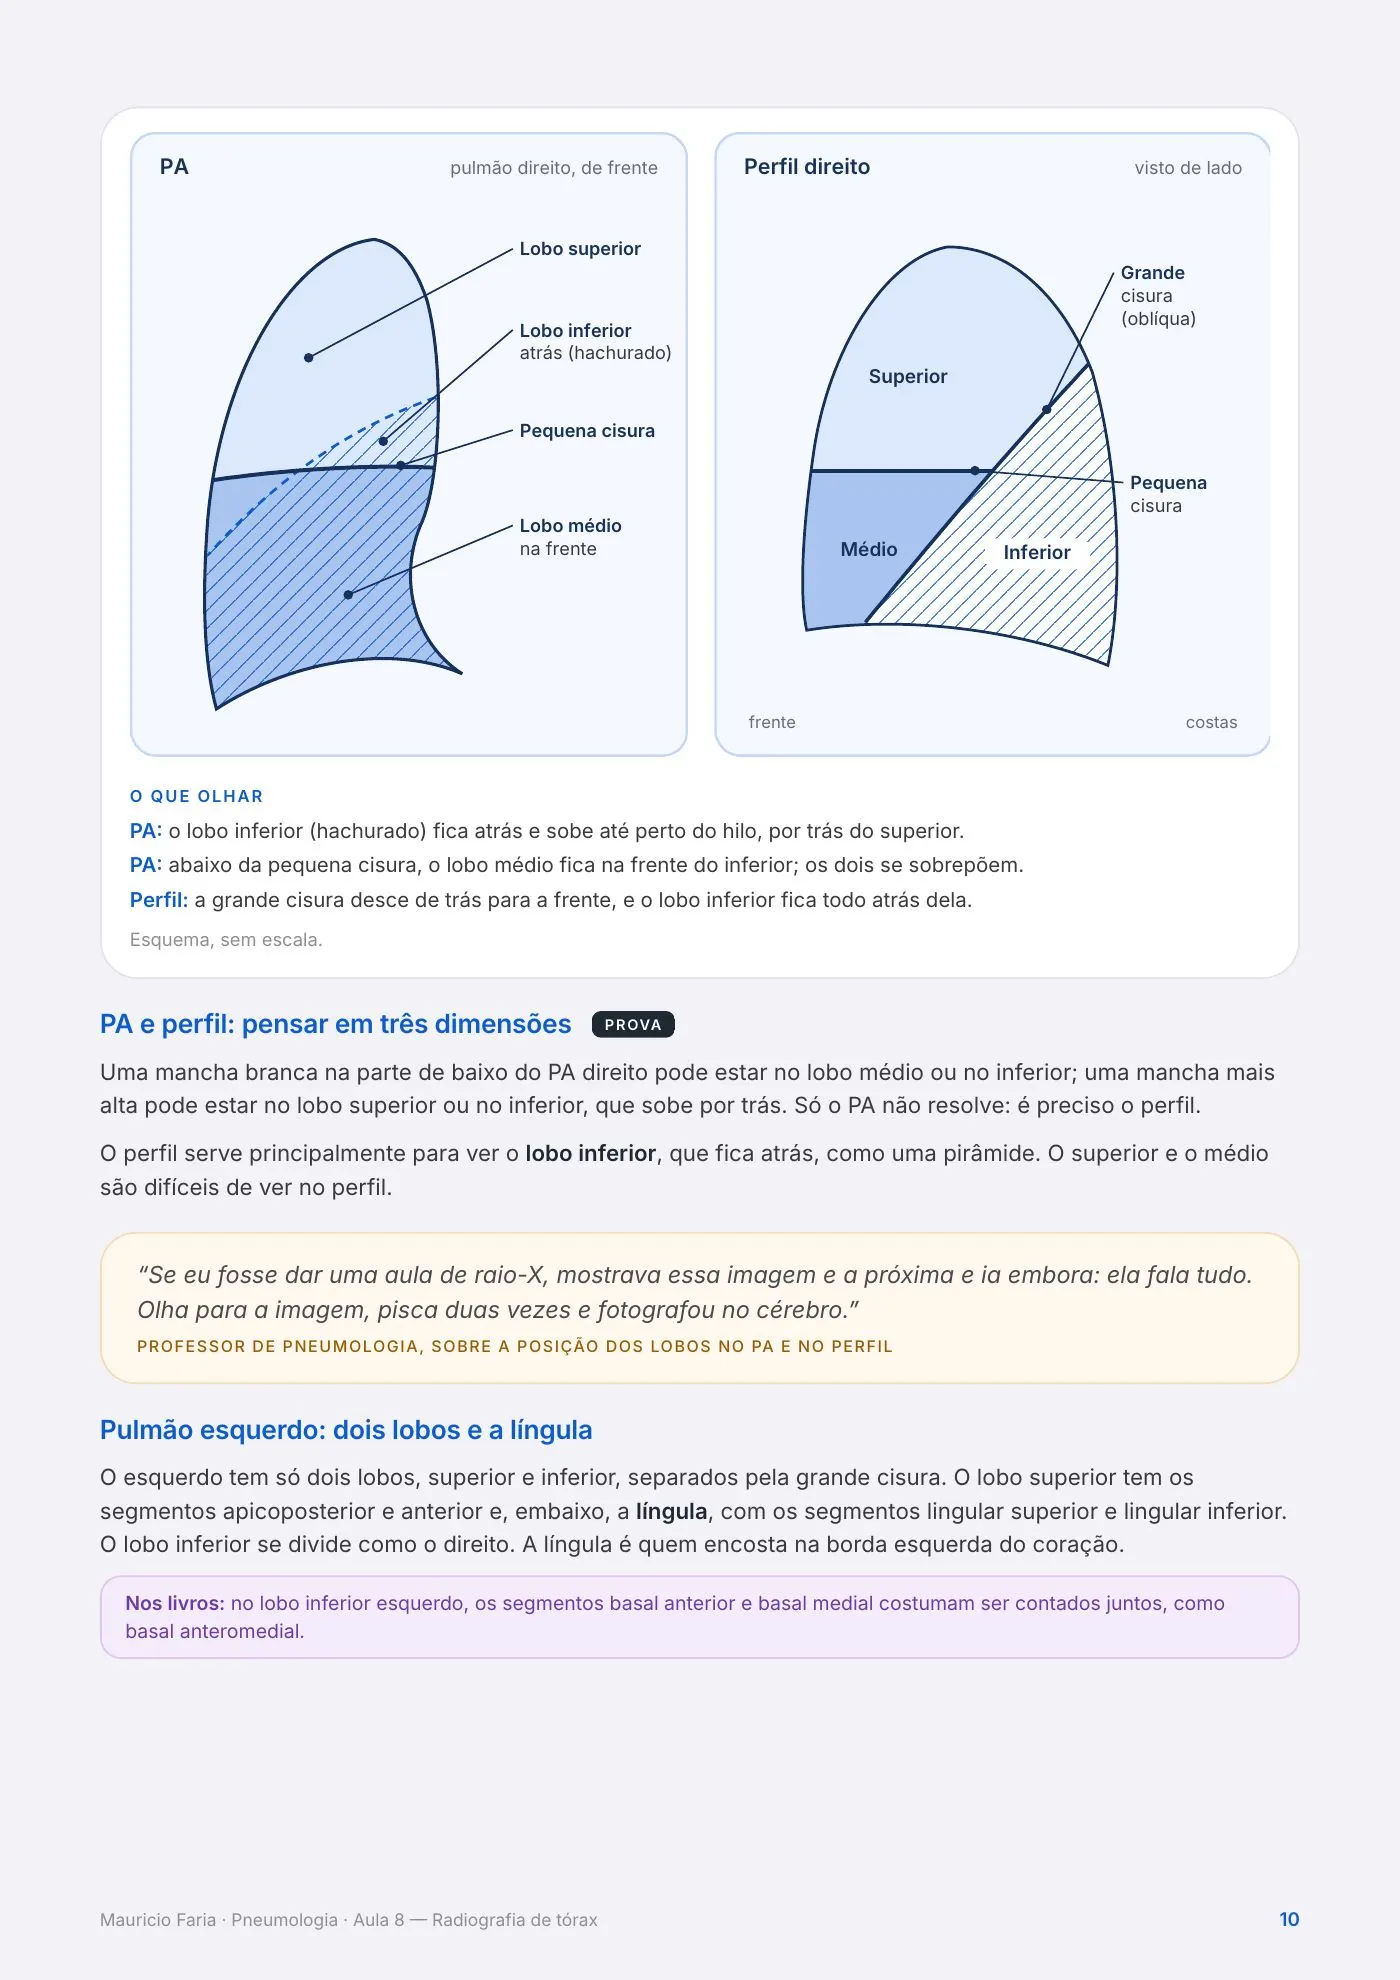 PA
pulmão direito, de frente
Lobo superior
Lobo inferior
atrás (hachurado)
Pequena cisura
Lobo médio
na frente
Perfil direito
visto de lado
Grande
cisura
(oblíqua)
Superior
Pequena
cisura
Médio
Inferior
frente
costas
O QUE OLHAR
PA: o lobo inferior (hachurado) fica atrás e sobe até perto do hilo, por trás do superior.
PA: abaixo da pequena cisura, o lobo médio fica na frente do inferior; os dois se sobrepõem.
Perfil: a grande cisura desce de trás para a frente, e o lobo inferior fica todo atrás dela.
Esquema, sem escala.
PA e perfil: pensar em três dimensões PROVA
Uma mancha branca na parte de baixo do PA direito pode estar no lobo médio ou no inferior; uma mancha mais
alta pode estar no lobo superior ou no inferior, que sobe por trás. Só o PA não resolve: é preciso o perfil.
O perfil serve principalmente para ver o lobo inferior, que fica atrás, como uma pirâmide. O superior e o médio
são difíceis de ver no perfil.
“Se eu fosse dar uma aula de raio-X, mostrava essa imagem e a próxima e ia embora: ela fala tudo.
Olha para a imagem, pisca duas vezes e fotografou no cérebro.”
PROFESSOR DE PNEUMOLOGIA, SOBRE A POSIÇÃO DOS LOBOS NO PA E NO PERFIL
Pulmão esquerdo: dois lobos e a língula
O esquerdo tem só dois lobos, superior e inferior, separados pela grande cisura. O lobo superior tem os
segmentos apicoposterior e anterior e, embaixo, a língula, com os segmentos lingular superior e lingular inferior.
O lobo inferior se divide como o direito. A língula é quem encosta na borda esquerda do coração.
Nos livros: no lobo inferior esquerdo, os segmentos basal anterior e basal medial costumam ser contados juntos, como
basal anteromedial.
Mauricio Faria · Pneumologia · Aula 8 — Radiografia de tórax
10